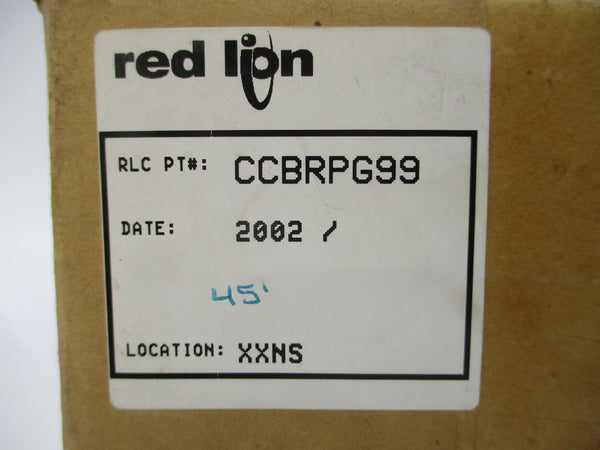 red lion
RLC PT#: CCBRPG99
DATE: 2002 /
45'
LOCATION: XXNS